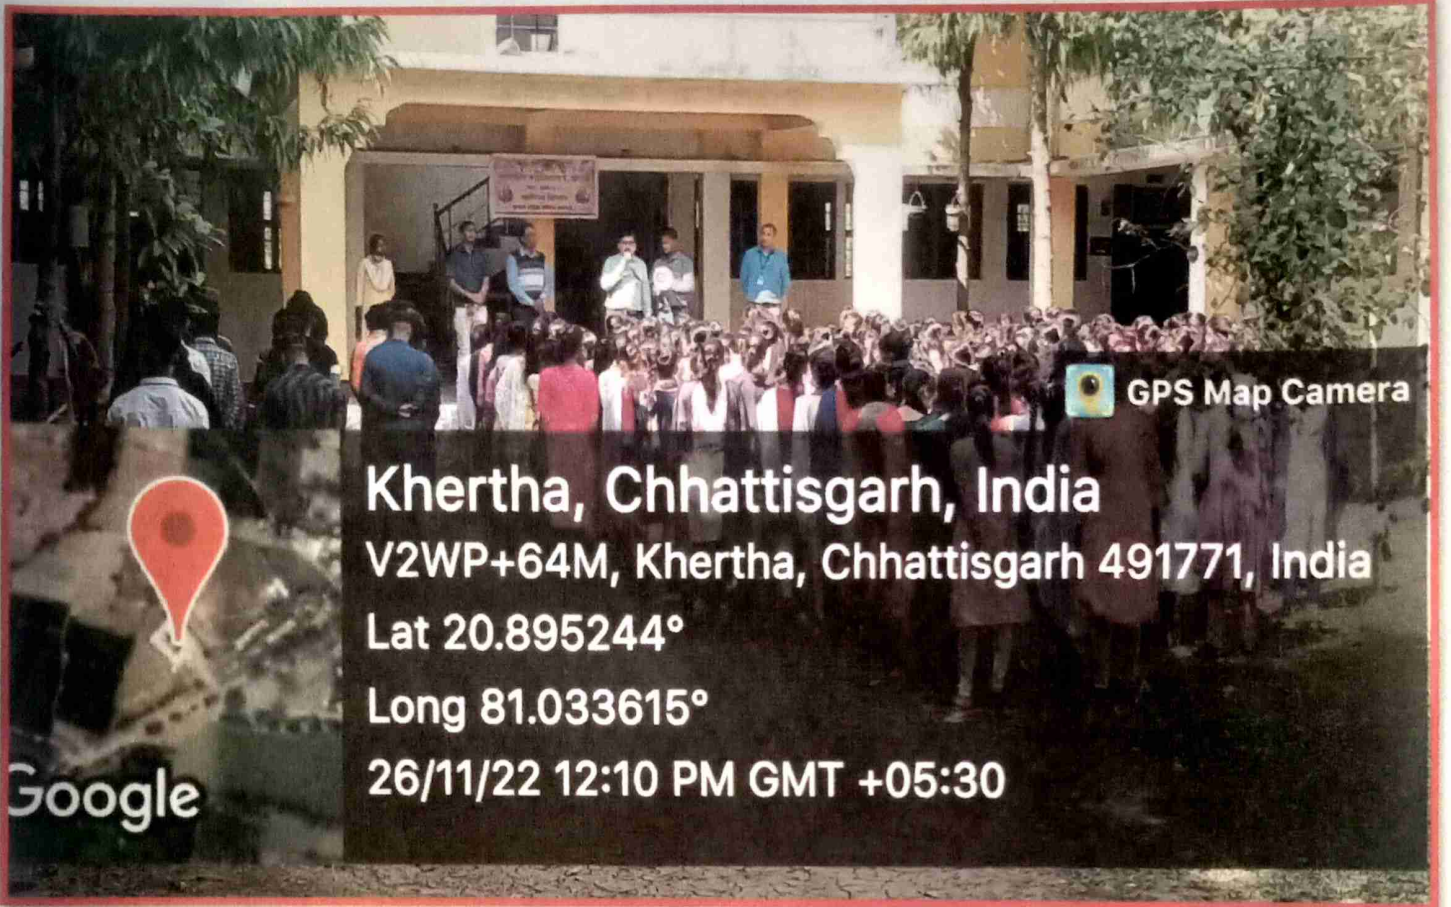 GPS Map Camera
Khertha, Chhattisgarh, India
V2WP+64M, Khertha, Chhattisgarh 491771, India
Lat 20.895244°
Long 81.033615°
26/11/22 12:10 PM GMT +05:30
Google